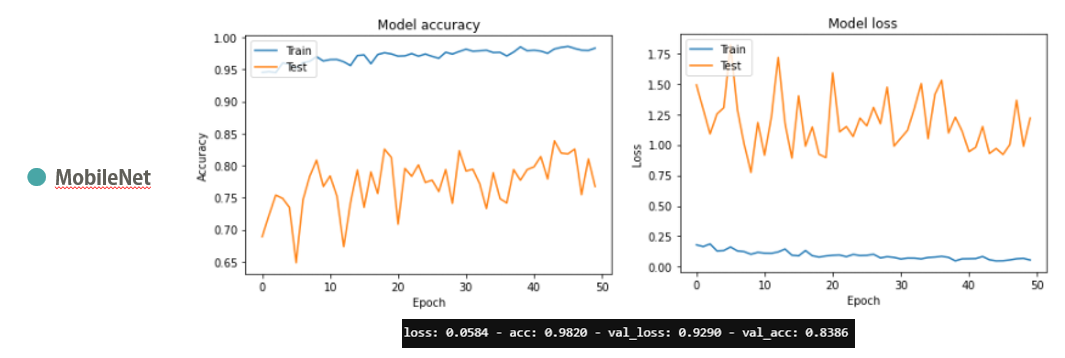 Model accuracy
1.00
0.95
0.90
0.85
0.80
0.75
0.70
0.65
Accuracy
Train
Test
0 10 20 30 40 50
Epoch
Model loss
1.75
1.50
1.25
1.00
0.75
0.50
0.25
0.00
Loss
Train
Test
0 10 20 30 40 50
Epoch
MobileNet
loss: 0.0584 - acc: 0.9820 - val_loss: 0.9290 - val_acc: 0.8386